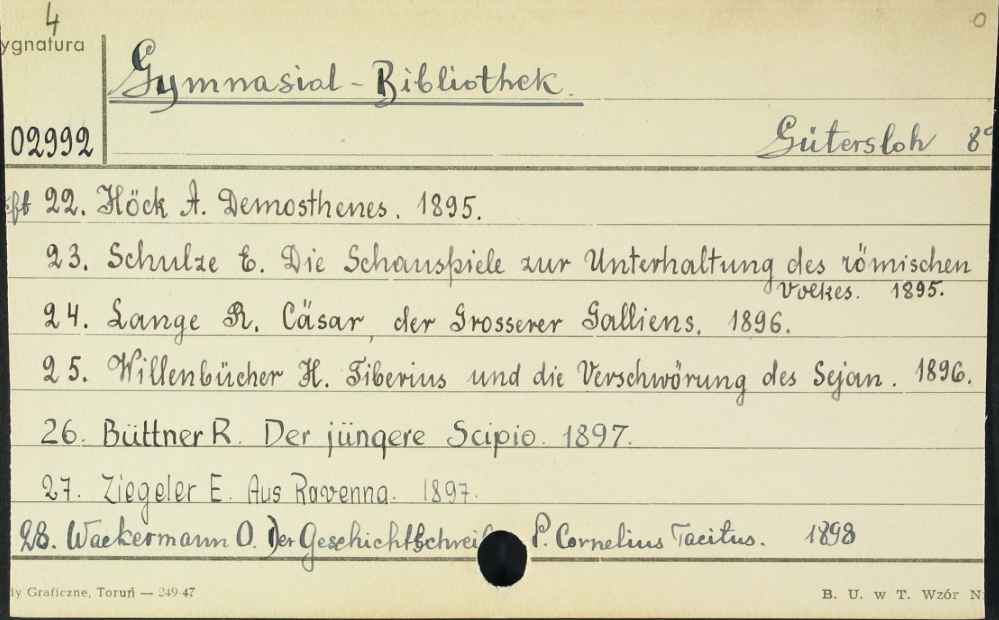 4
ygnatura
02992
Gymnasial - Bibliothek.
Gütersloh 8°
22. Höck A. Demosthenes. 1895.
23. Schulze E. Die Schauspiele zur Unterhaltung des römischen
Volkes. 1895.
24. Lange R. Cäsar, der Grosserer Galliens. 1896.
25. Willenbücher H. Tiberius und die Verschwörung des Sejan. 1896.
26. Büttner R. Der jüngere Scipio. 1897.
27. Ziegeler E. Aus Ravenna. 1897.
28. Wackermann O. Der Geschichtschreib P. Cornelius Tacitus. 1898
ly Graficzne, Toruń — 249-47
B. U. w T. Wzór N